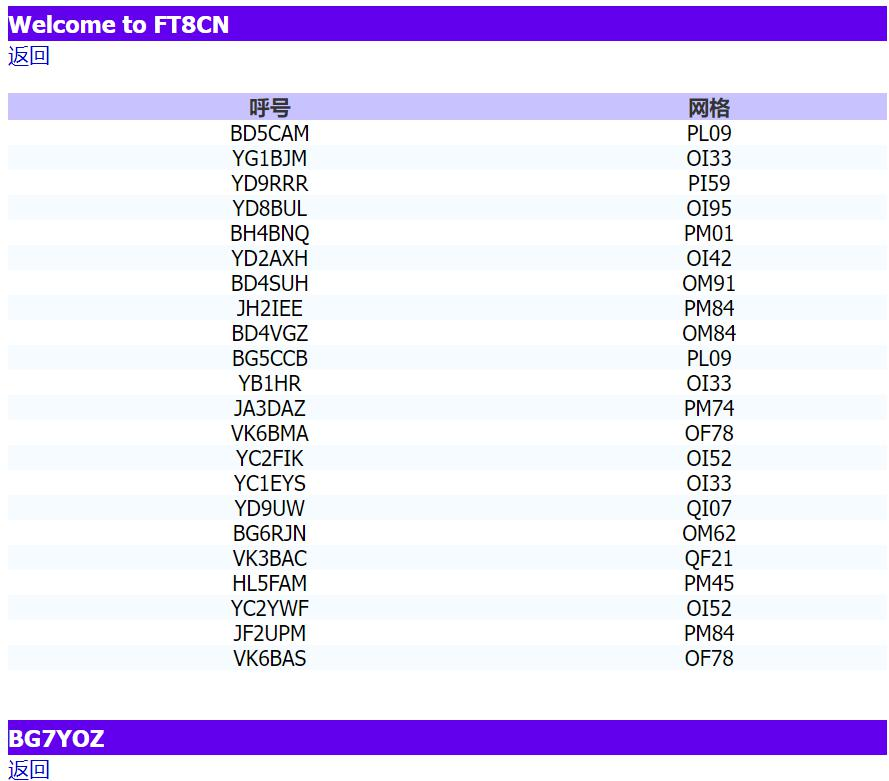 Welcome to FT8CN
返回
呼号 网格
BD5CAM PL09
YG1BJM OI33
YD9RRR PI59
YD8BUL OI95
BH4BNQ PM01
YD2AXH OI42
BD4SUH OM91
JH2IEE PM84
BD4VGZ OM84
BG5CCB PL09
YB1HR OI33
JA3DAZ PM74
VK6BMA OF78
YC2FIK OI52
YC1EYS OI33
YD9UW QI07
BG6RJN OM62
VK3BAC QF21
HL5FAM PM45
YC2YWF OI52
JF2UPM PM84
VK6BAS OF78
BG7YOZ
返回